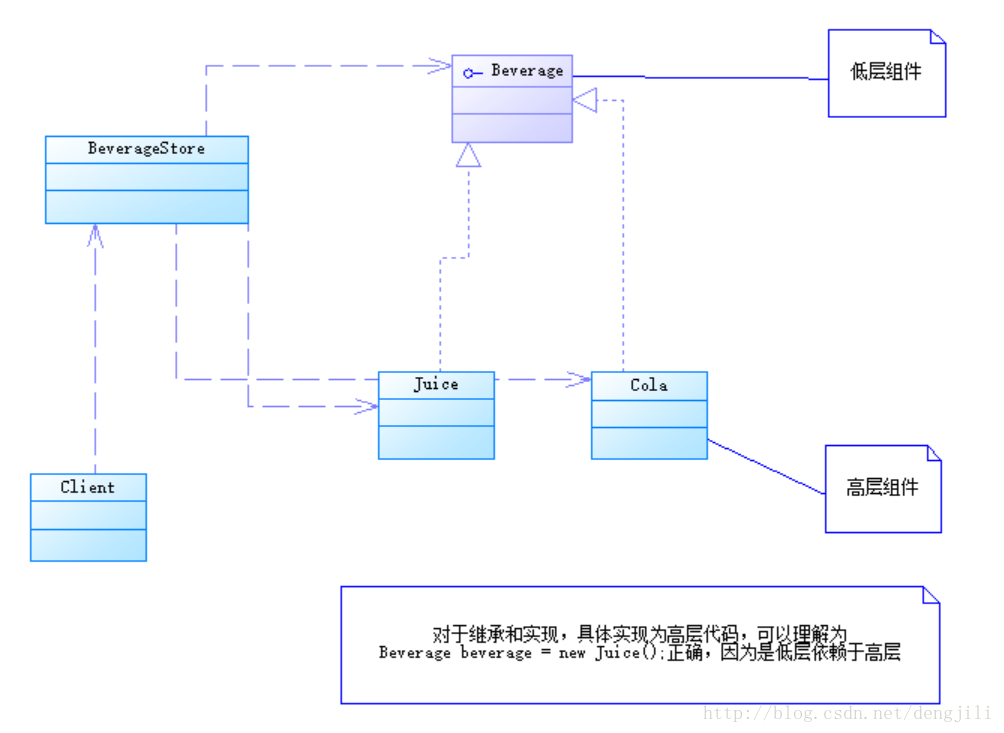 Beverage
低层组件
BeverageStore
Juice
Cola
Client
高层组件
对于继承和实现，具体实现为高层代码，可以理解为
Beverage beverage = new Juice();正确，因为是低层依赖于高层
http://blog.csdn.net/dengjili